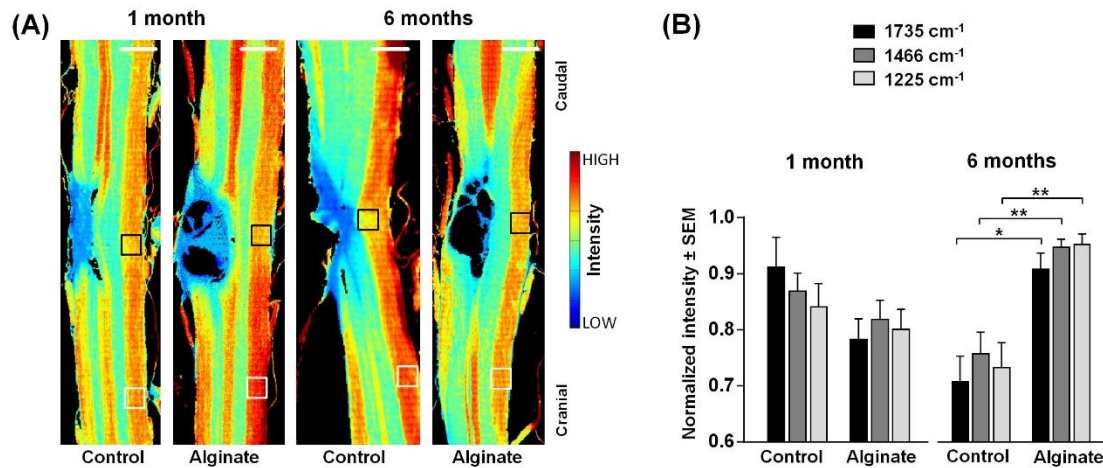 (A)
1 month
6 months
Caudal
Cranial
HIGH
Intensity
LOW
Control
Alginate
Control
Alginate
(B)
1735 cm⁻¹
1466 cm⁻¹
1225 cm⁻¹
1 month
6 months
Normalized intensity ± SEM
1.0
0.9
0.8
0.7
0.6
**
**
*
Control
Alginate
Control
Alginate